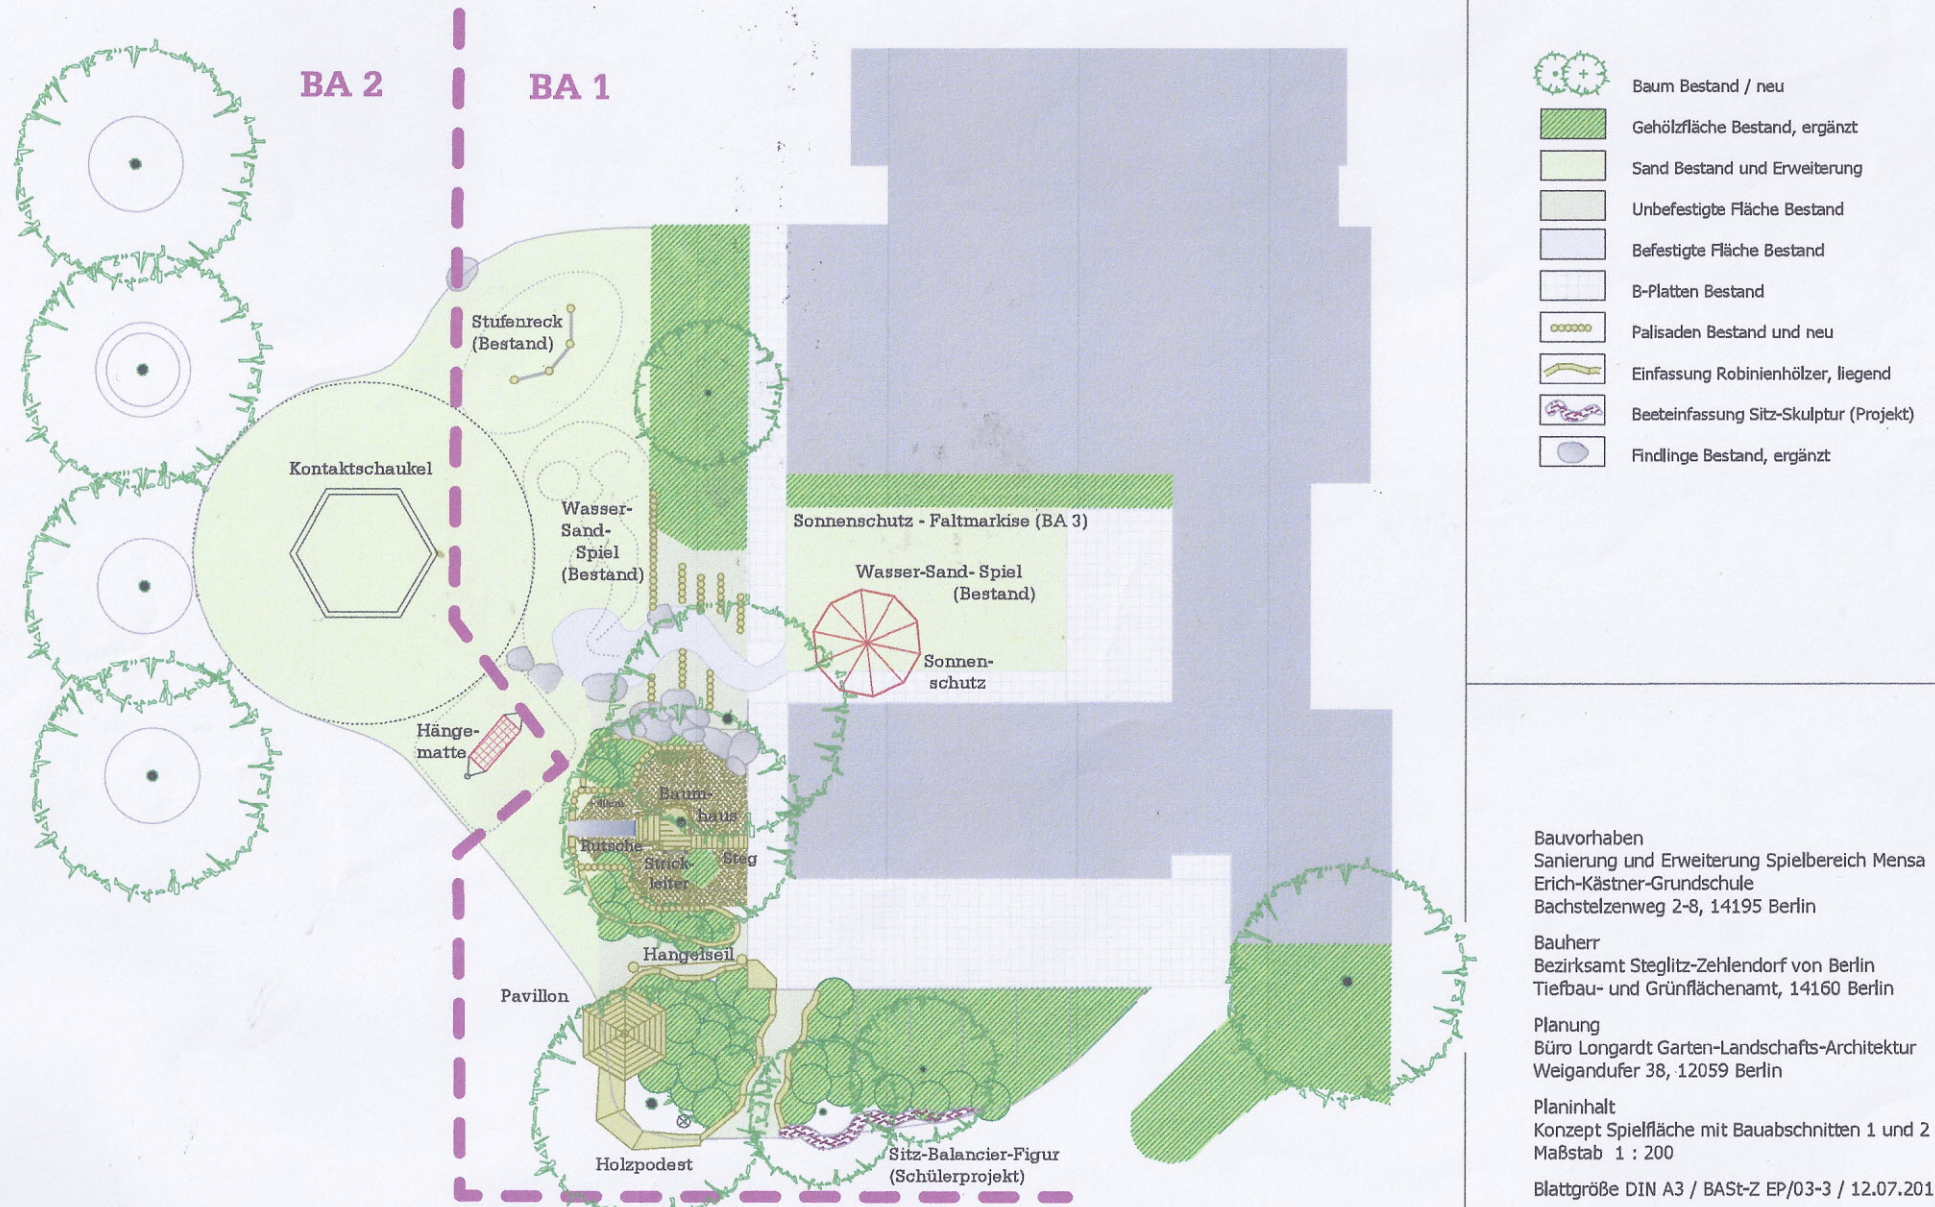 BA 2
BA 1
Stufenreck
(Bestand)
Kontaktschaukel
Wasser-
Sand-
Spiel
(Bestand)
Sonnenschutz - Faltmarkise (BA 3)
Wasser-Sand- Spiel
(Bestand)
Sonnen-
schutz
Hänge-
matte
Baum-
haus
Rutsche
Strick-
leiter
Steg
Hangelseil
Pavillon
Holzpodest
Sitz-Balancier-Figur
(Schülerprojekt)
Baum Bestand / neu
Gehölzfläche Bestand, ergänzt
Sand Bestand und Erweiterung
Unbefestigte Fläche Bestand
Befestigte Fläche Bestand
B-Platten Bestand
Palisaden Bestand und neu
Einfassung Robinienhölzer, liegend
Beeteinfassung Sitz-Skulptur (Projekt)
Findlinge Bestand, ergänzt
Bauvorhaben
Sanierung und Erweiterung Spielbereich Mensa
Erich-Kästner-Grundschule
Bachstelzenweg 2-8, 14195 Berlin
Bauherr
Bezirksamt Steglitz-Zehlendorf von Berlin
Tiefbau- und Grünflächenamt, 14160 Berlin
Planung
Büro Longardt Garten-Landschafts-Architektur
Weigandufer 38, 12059 Berlin
Planinhalt
Konzept Spielfläche mit Bauabschnitten 1 und 2
Maßstab 1 : 200
Blattgröße DIN A3 / BASt-Z EP/03-3 / 12.07.201